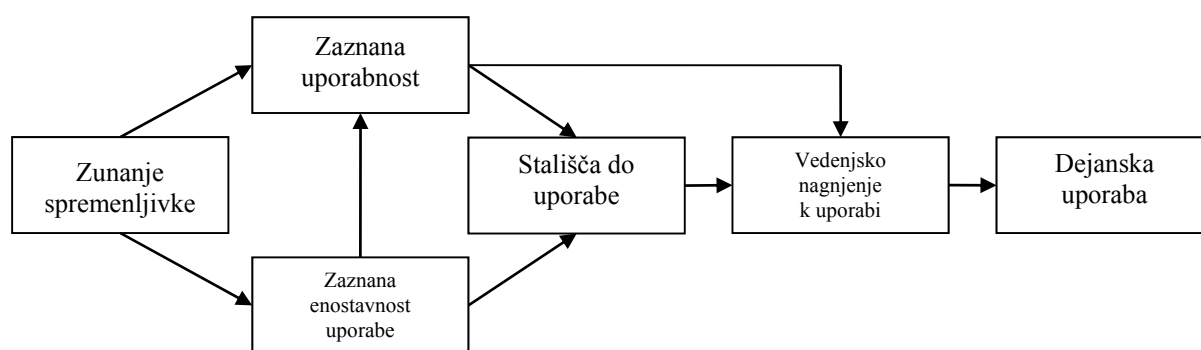 Zaznana
uporabnost
Zunanje
spremenljivke
Stališča do
uporabe
Vedenjsko
nagnjenje
k uporabi
Dejanska
uporaba
Zaznana
enostavnost
uporabe